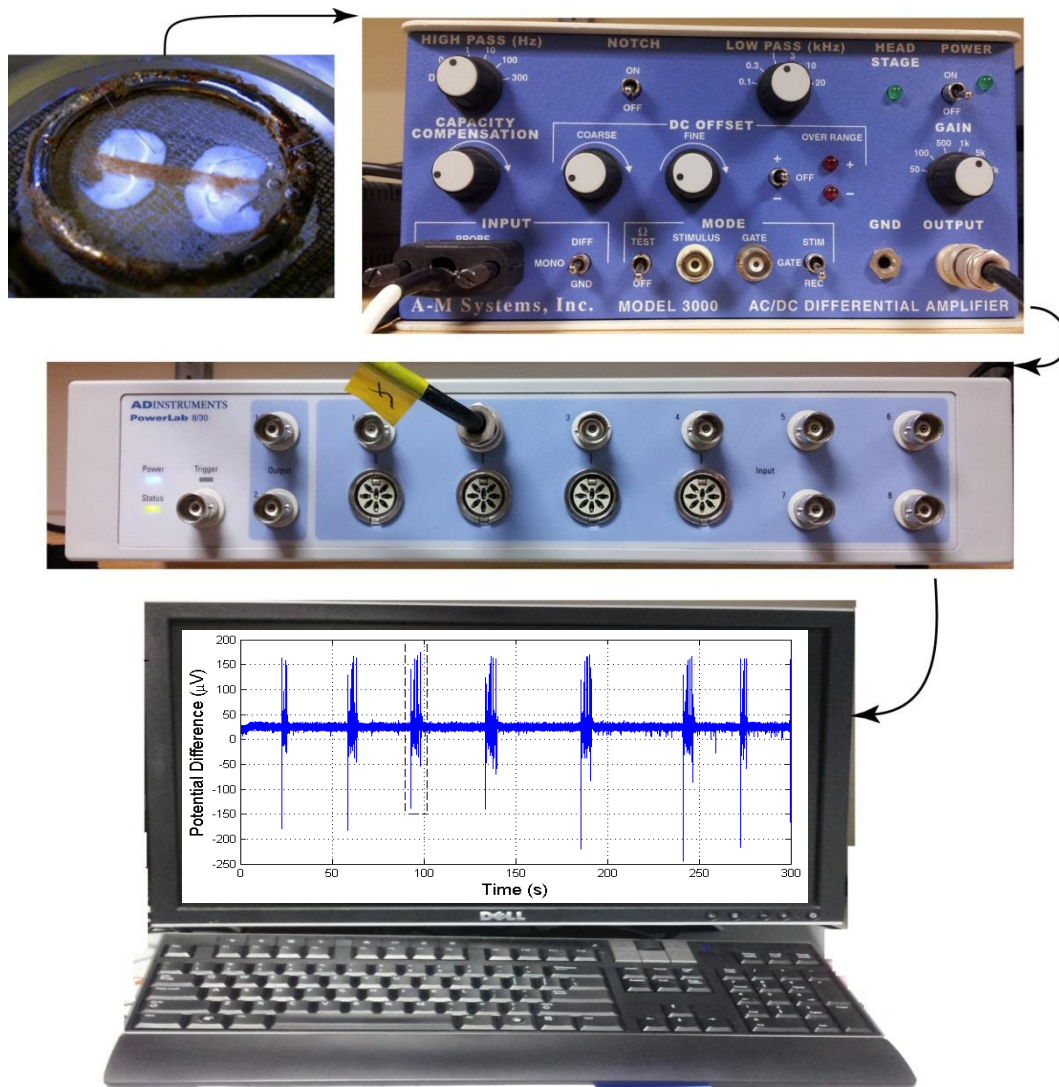 HIGH PASS (Hz)
NOTCH
LOW PASS (kHz)
HEAD
STAGE
POWER
1
10
100
300
0.1
0.3
3
10
20
ON
OFF
ON
OFF
CAPACITY
COMPENSATION
DC OFFSET
COARSE
FINE
OVER RANGE
+
OFF
−
+
−
GAIN
50
100
500
1k
5k
INPUT
PROBE
MONO
DIFF
GND
MODE
Ω
TEST
OFF
STIMULUS
GATE
STIM
GATE
REC
GND
OUTPUT
A-M Systems, Inc.
MODEL 3000
AC/DC DIFFERENTIAL AMPLIFIER
ADINSTRUMENTS
PowerLab 8/30
Power
Trigger
Status
1
Output
2
1
3
4
Input
5
6
7
8
200
150
100
50
0
-50
-100
-150
-200
-250
Potential Difference (µV)
0
50
100
150
200
250
300
Time (s)
DELL